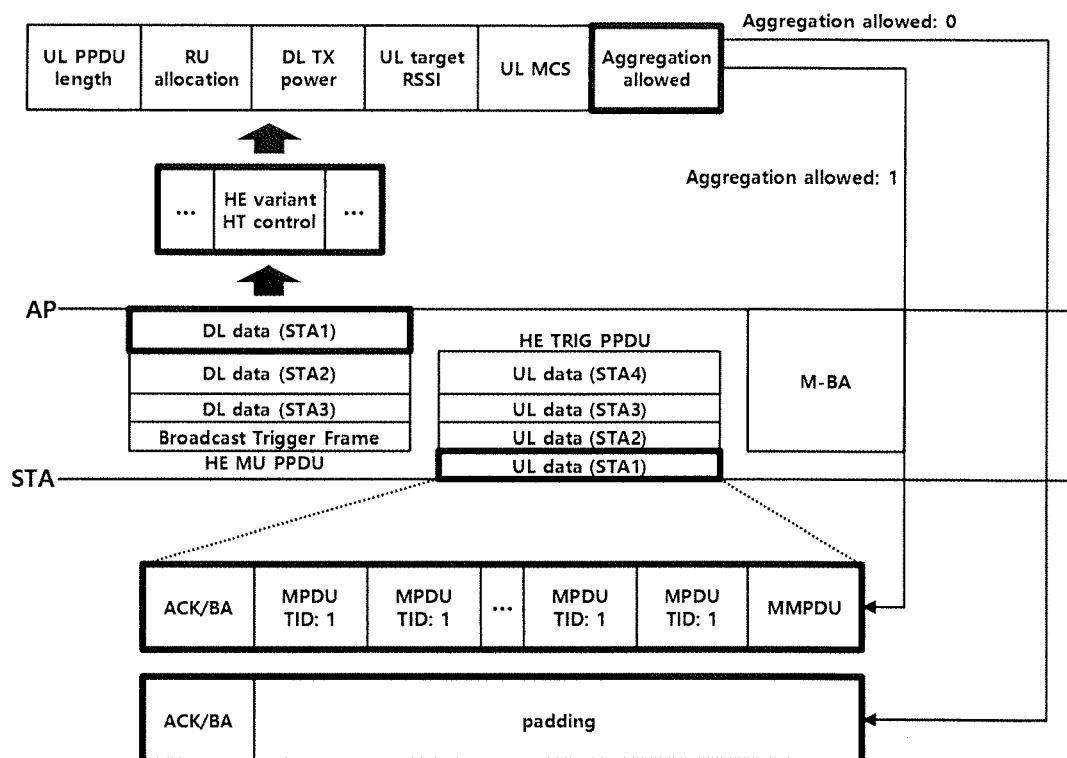 Aggregation allowed: 0
UL PPDU
length
RU
allocation
DL TX
power
UL target
RSSI
UL MCS
Aggregation
allowed
Aggregation allowed: 1
...
HE variant
HT control
...
AP
DL data (STA1)
DL data (STA2)
DL data (STA3)
Broadcast Trigger Frame
HE MU PPDU
HE TRIG PPDU
UL data (STA4)
UL data (STA3)
UL data (STA2)
UL data (STA1)
M-BA
STA
ACK/BA
MPDU
TID: 1
MPDU
TID: 1
...
MPDU
TID: 1
MPDU
TID: 1
MMPDU
ACK/BA
padding